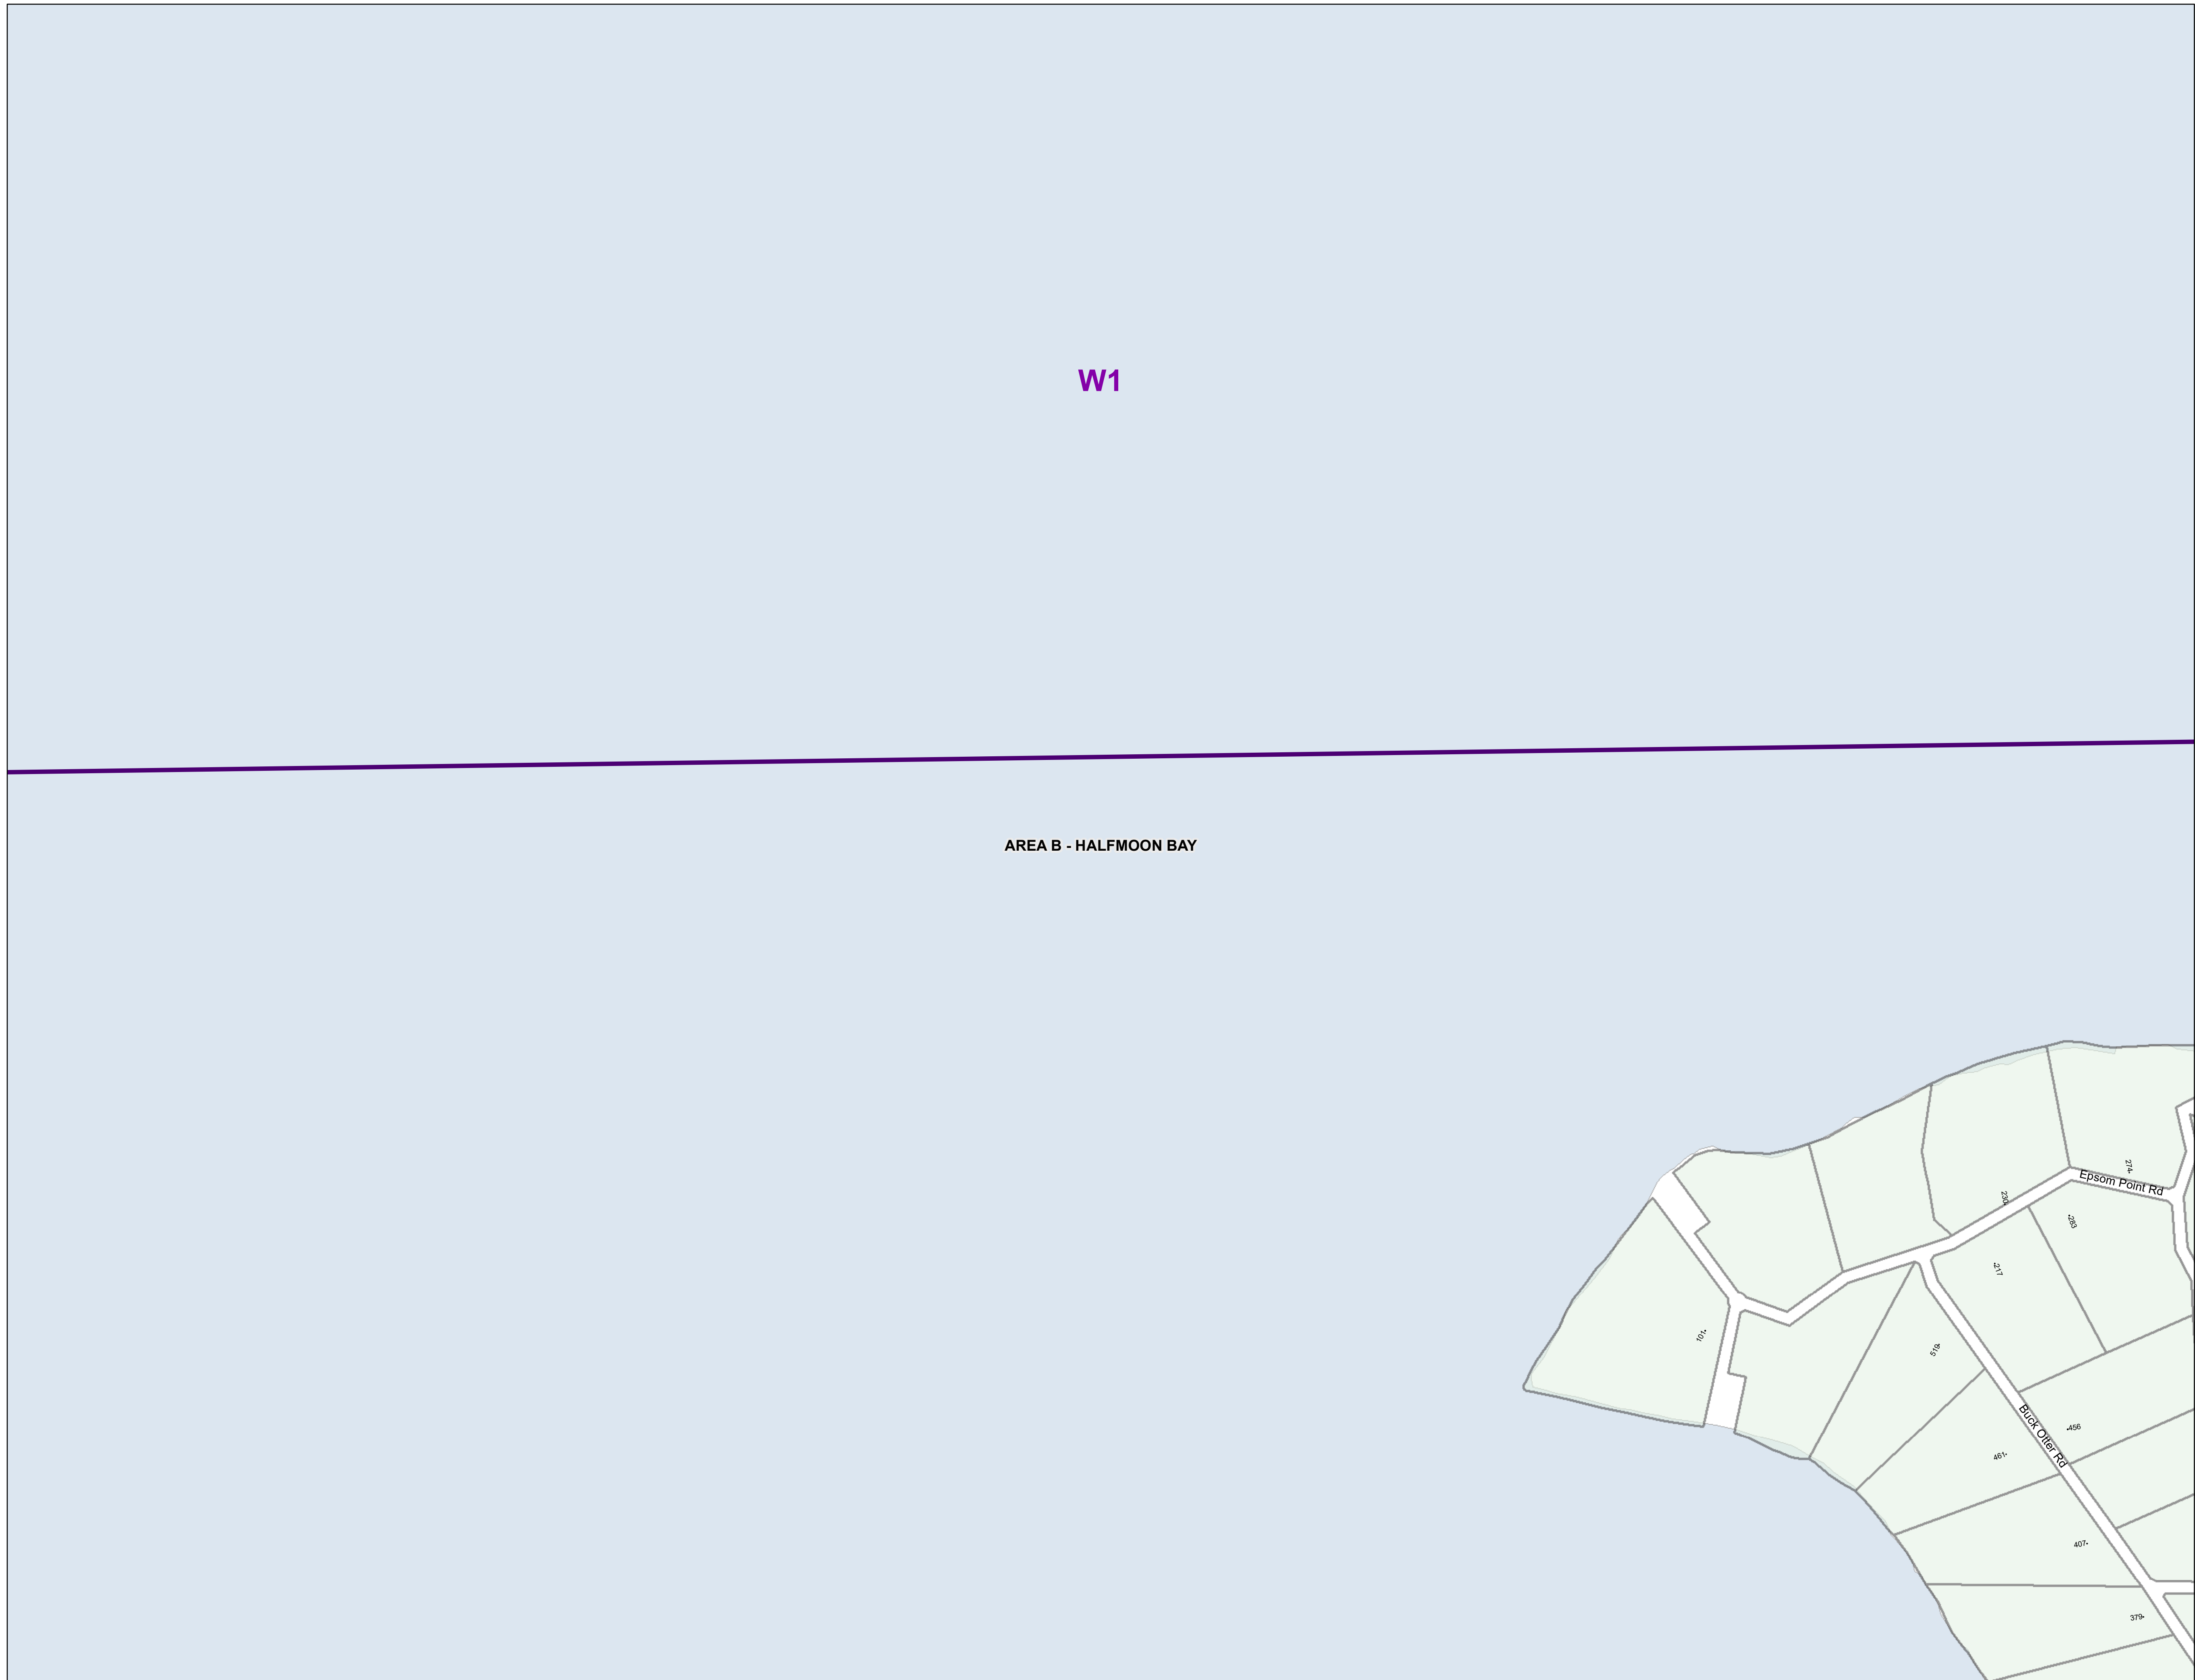 W1
AREA B - HALFMOON BAY
274
Epsom Point Rd
230
283
217
101
519
Buck Otter Rd
456
461
407
379